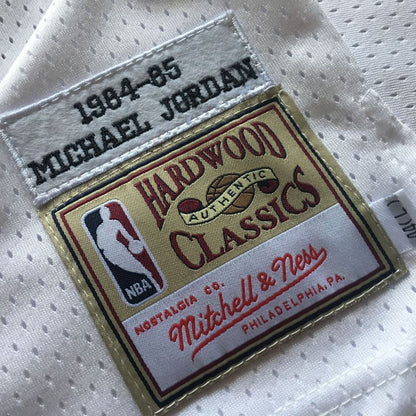 1984-85
MICHAEL JORDAN
HARDWOOD
AUTHENTIC
CLASSICS
NBA
NOSTALGIA CO.
Mitchell & Ness
PHILADELPHIA, PA.